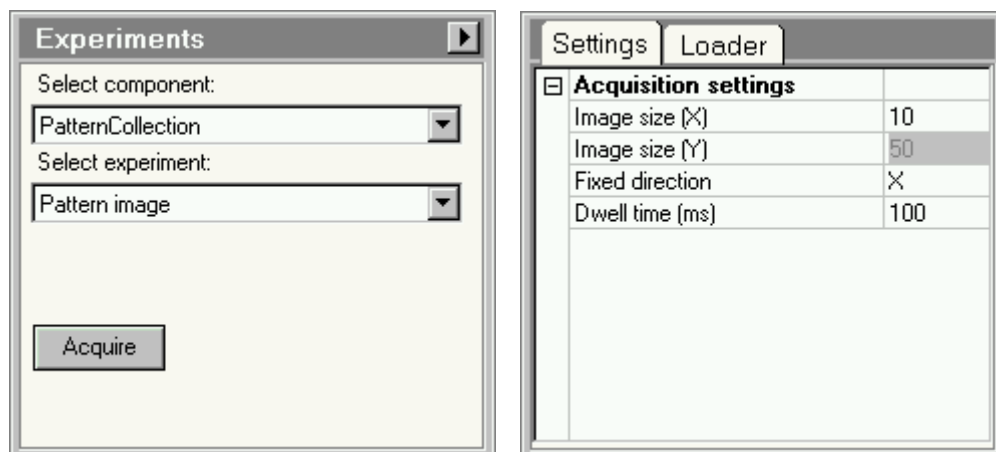 Experiments
Select component:
PatternCollection
Select experiment:
Pattern image
Acquire
Settings Loader
Acquisition settings
Image size (X) 10
Image size (Y) 50
Fixed direction X
Dwell time (ms) 100